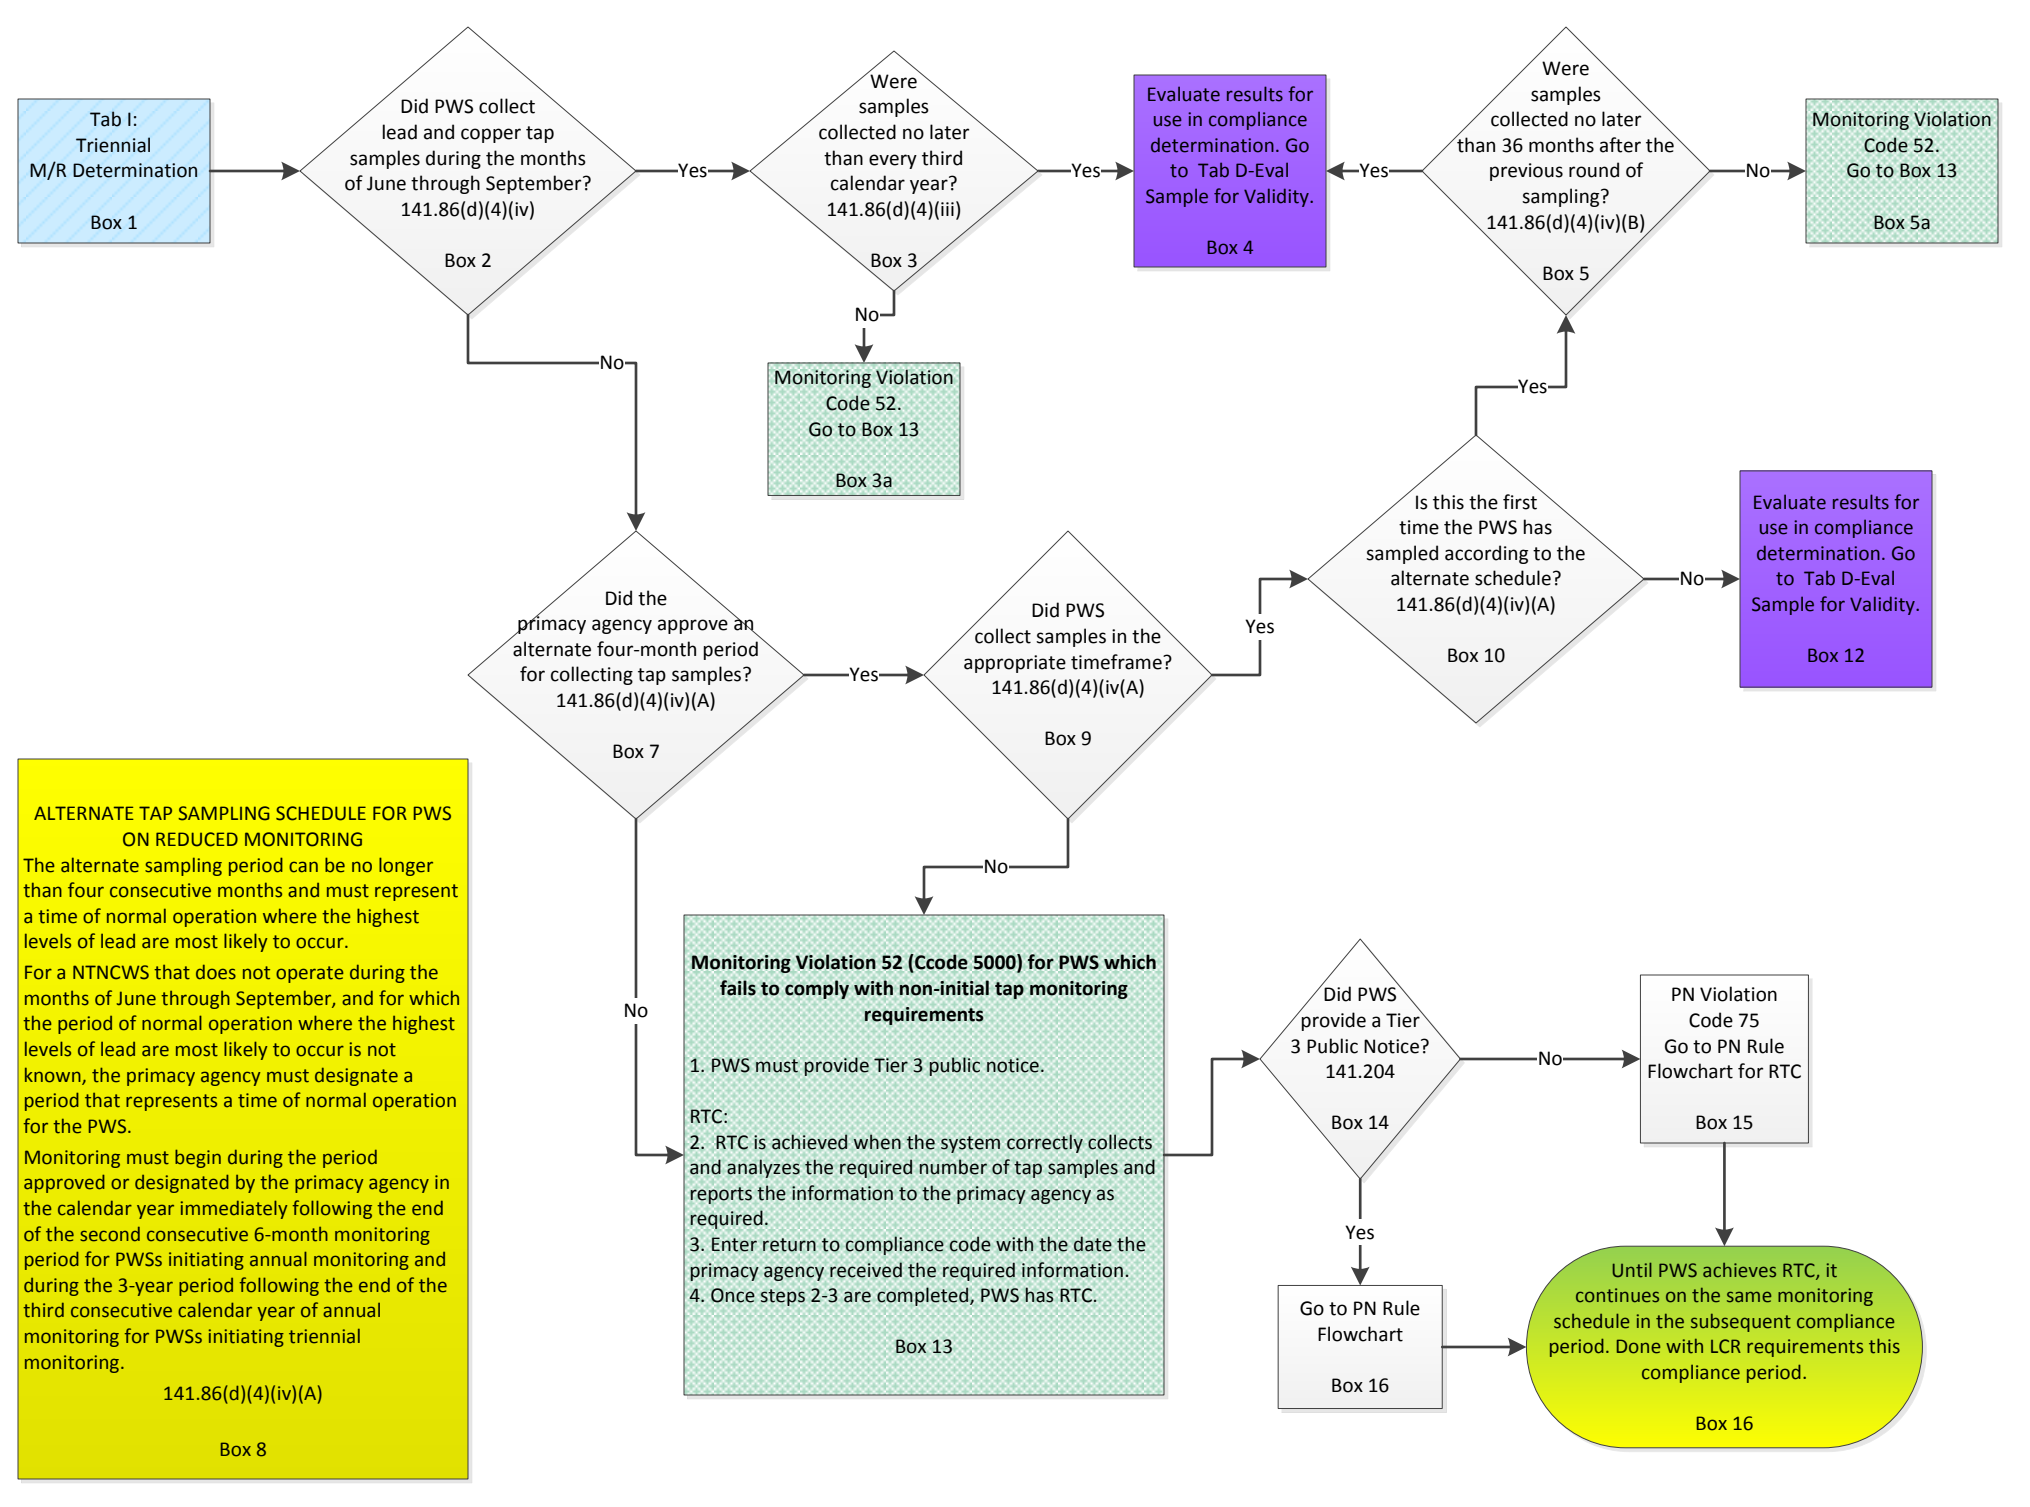 Tab I:
Triennial
M/R Determination
Box 1
Did PWS collect
lead and copper tap
samples during the months
of June through September?
141.86(d)(4)(iv)
Box 2
Yes
No
Were
samples
collected no later
than every third
calendar year?
141.86(d)(4)(iii)
Box 3
Yes
No
Monitoring Violation
Code 52.
Go to Box 13
Box 3a
Evaluate results for
use in compliance
determination. Go
to Tab D-Eval
Sample for Validity.
Box 4
Yes
Were
samples
collected no later
than 36 months after the
previous round of
sampling?
141.86(d)(4)(iv)(B)
Box 5
No
Monitoring Violation
Code 52.
Go to Box 13
Box 5a
Yes
Did the
primacy agency approve an
alternate four-month period
for collecting tap samples?
141.86(d)(4)(iv)(A)
Box 7
Yes
No
Did PWS
collect samples in the
appropriate timeframe?
141.86(d)(4)(iv(A)
Box 9
Yes
No
Is this the first
time the PWS has
sampled according to the
alternate schedule?
141.86(d)(4)(iv)(A)
Box 10
No
Evaluate results for
use in compliance
determination. Go
to Tab D-Eval
Sample for Validity.
Box 12
ALTERNATE TAP SAMPLING SCHEDULE FOR PWS
ON REDUCED MONITORING
The alternate sampling period can be no longer
than four consecutive months and must represent
a time of normal operation where the highest
levels of lead are most likely to occur.
For a NTNCWS that does not operate during the
months of June through September, and for which
the period of normal operation where the highest
levels of lead are most likely to occur is not
known, the primacy agency must designate a
period that represents a time of normal operation
for the PWS.
Monitoring must begin during the period
approved or designated by the primacy agency in
the calendar year immediately following the end
of the second consecutive 6-month monitoring
period for PWSs initiating annual monitoring and
during the 3-year period following the end of the
third consecutive calendar year of annual
monitoring for PWSs initiating triennial
monitoring.
141.86(d)(4)(iv)(A)
Box 8
Monitoring Violation 52 (Ccode 5000) for PWS which
fails to comply with non-initial tap monitoring
requirements
1. PWS must provide Tier 3 public notice.
RTC:
2. RTC is achieved when the system correctly collects
and analyzes the required number of tap samples and
reports the information to the primacy agency as
required.
3. Enter return to compliance code with the date the
primacy agency received the required information.
4. Once steps 2-3 are completed, PWS has RTC.
Box 13
Did PWS
provide a Tier
3 Public Notice?
141.204
Box 14
No
Yes
PN Violation
Code 75
Go to PN Rule
Flowchart for RTC
Box 15
Go to PN Rule
Flowchart
Box 16
Until PWS achieves RTC, it
continues on the same monitoring
schedule in the subsequent compliance
period. Done with LCR requirements this
compliance period.
Box 16